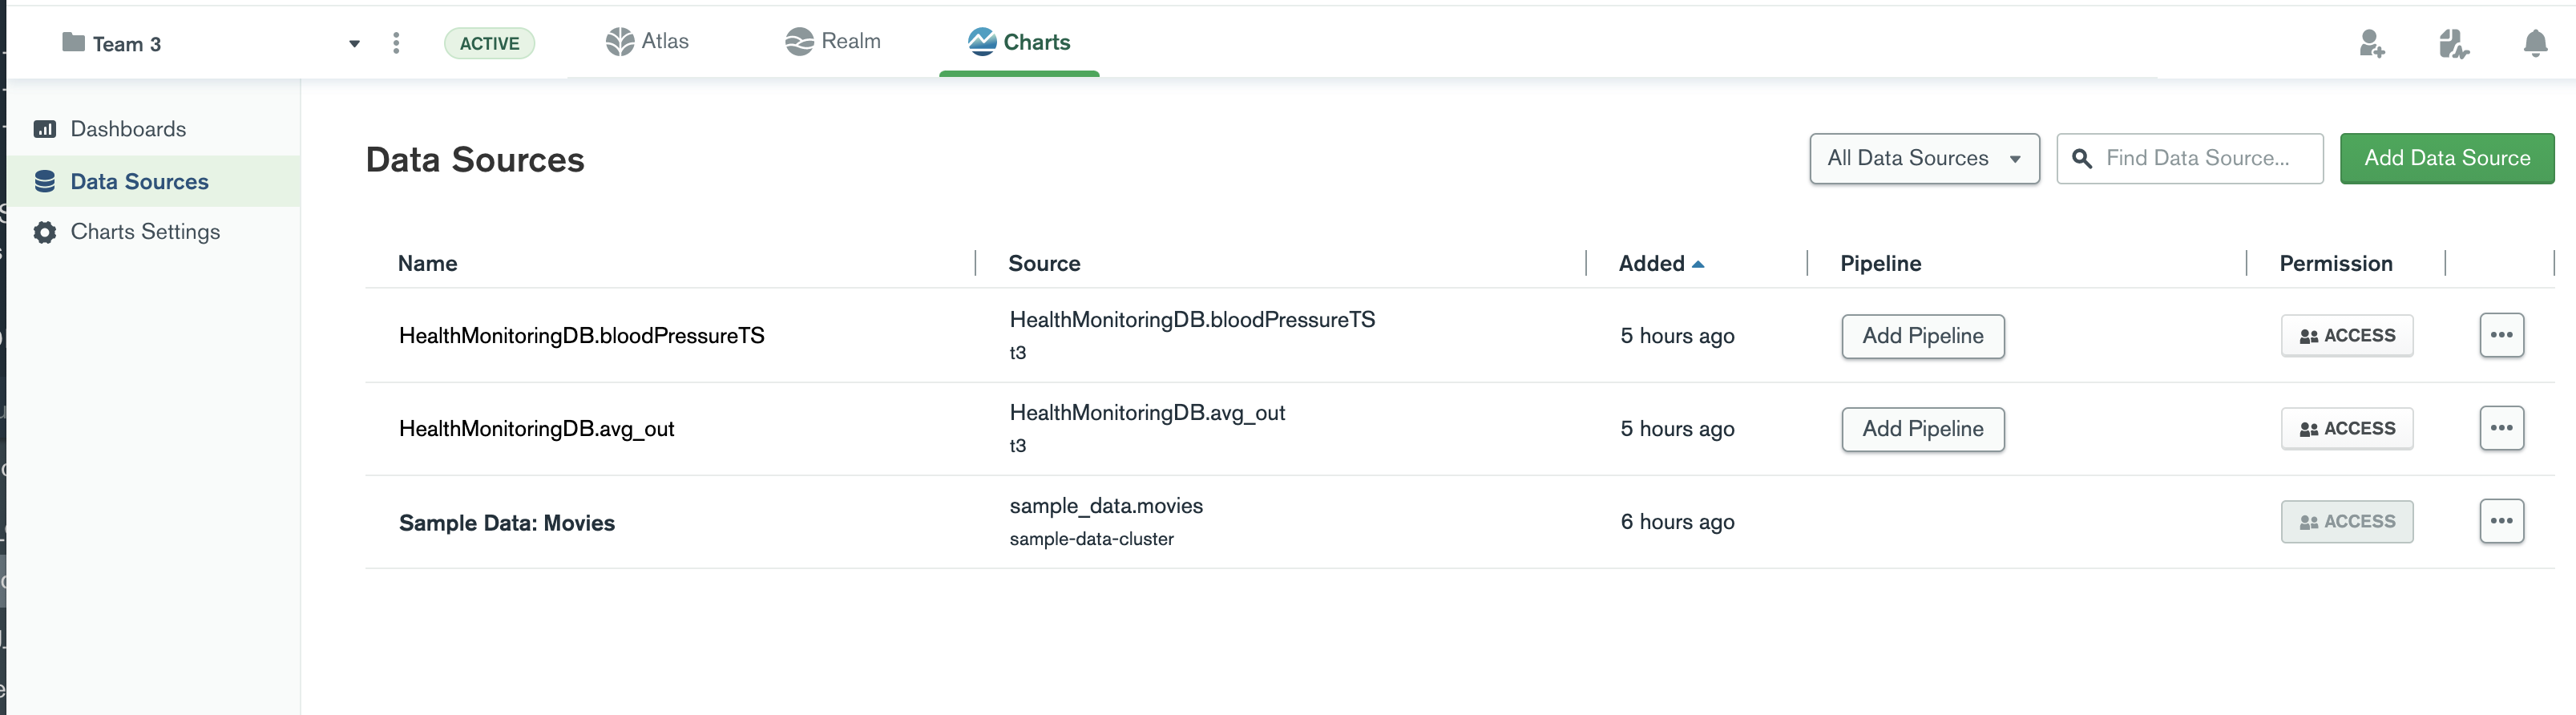 Team 3
ACTIVE
Atlas
Realm
Charts
Dashboards
Data Sources
Charts Settings
Data Sources
All Data Sources
Find Data Source...
Add Data Source
Name Source Added Pipeline Permission
HealthMonitoringDB.bloodPressureTS
HealthMonitoringDB.bloodPressureTS
t3
5 hours ago
Add Pipeline
ACCESS
HealthMonitoringDB.avg_out
HealthMonitoringDB.avg_out
t3
5 hours ago
Add Pipeline
ACCESS
Sample Data: Movies
sample_data.movies
sample-data-cluster
6 hours ago
ACCESS